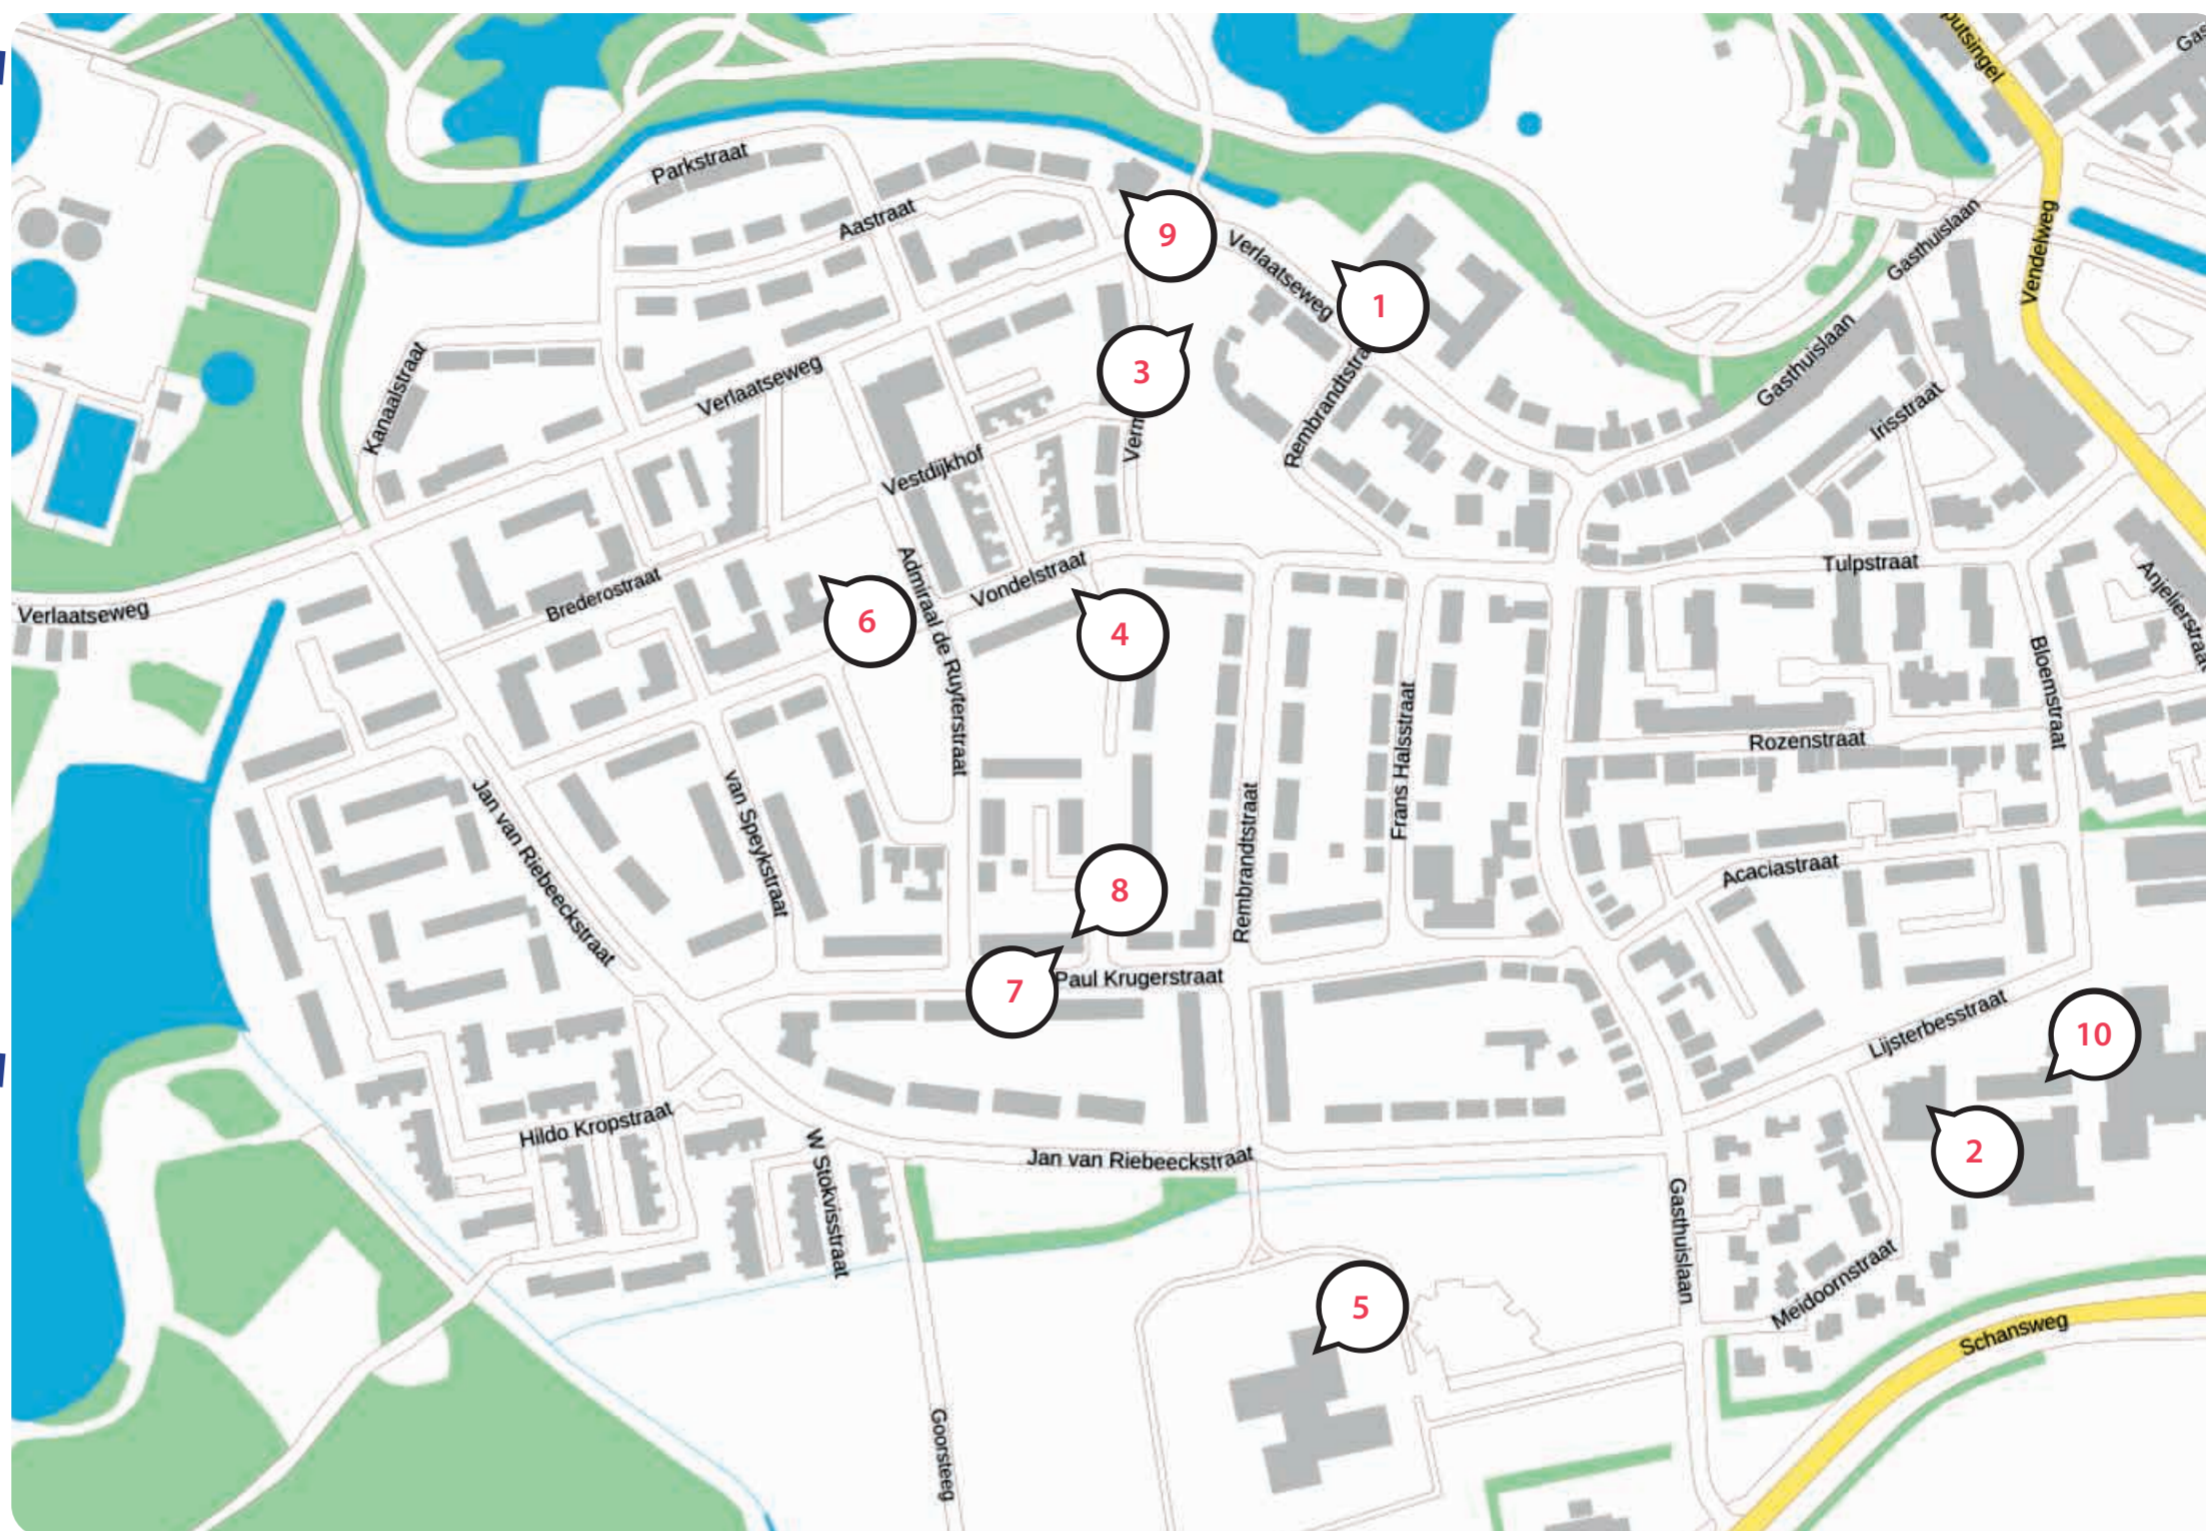 Gasthuislaan
Vendelweg
Parkstraat
Aastraat
9
Verlaatseweg
1
Gasthuislaan
Kanaalstraat
Verlaatseweg
3
Irisstraat
Vestdijkhof
Brederostraat
Admiraal de Ruyterstraat
Vondelstraat
Tulpstraat
Anjelierstraat
Verlaatseweg
6
4
Bloemstraat
Frans Halsstraat
Rozenstraat
Jan van Riebeeckstraat
van Speykstraat
Rembrandtstraat
8
Acaciastraat
7
Paul Krugerstraat
Lijsterbesstraat
10
Hildo Kropstraat
2
Jan van Riebeeckstraat
W Stokvisstraat
Gasthuislaan
Meidoornstraat
5
Schansweg
Goorsteeg